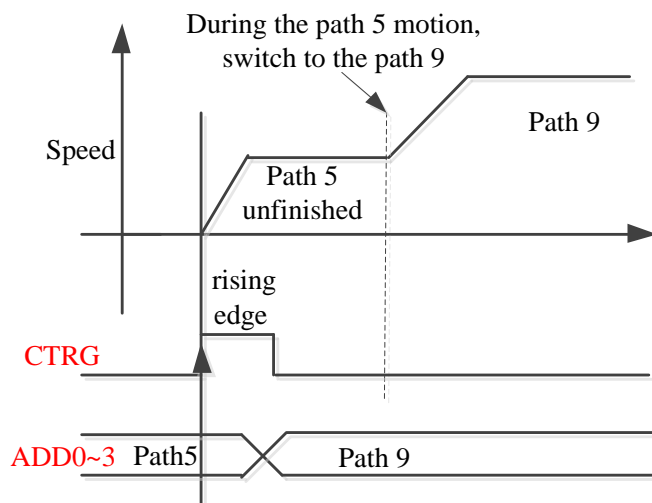 During the path 5 motion,
switch to the path 9
Speed
Path 9
Path 5
unfinished
rising
edge
CTRG
ADD0~3
Path5
Path 9